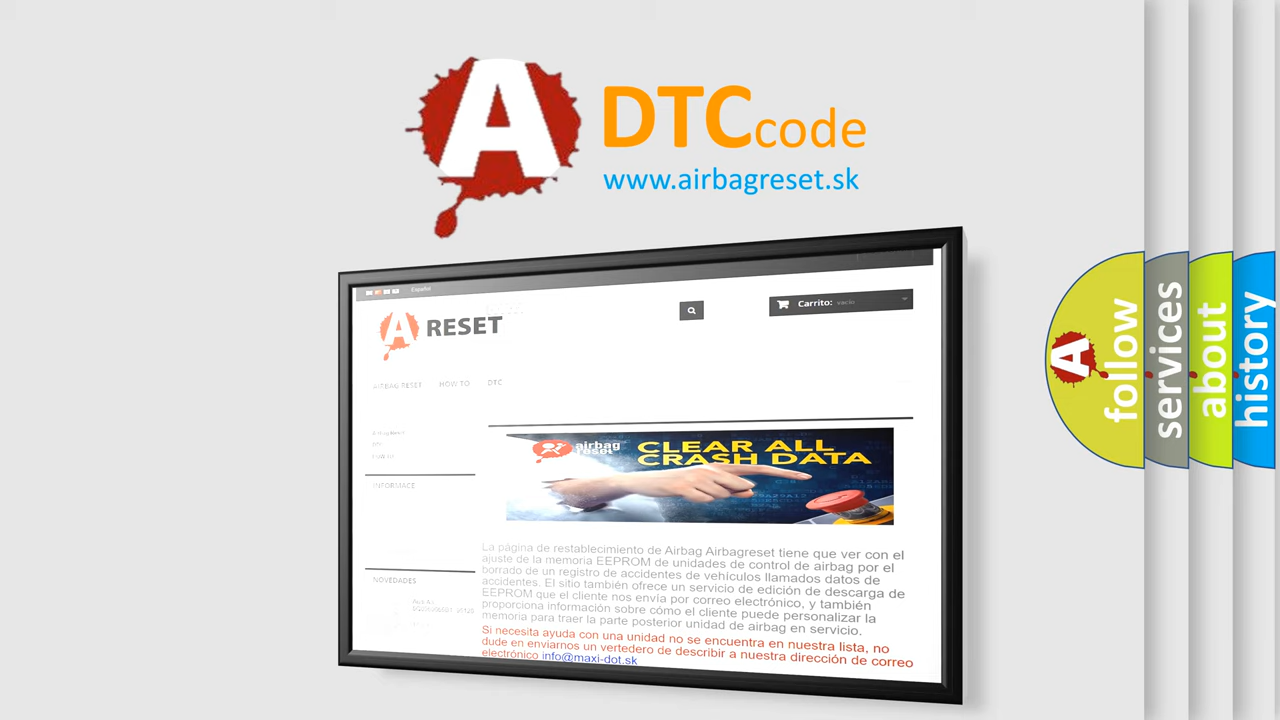 A DTCcode
www.airbagreset.sk
Español
A RESET
Carrito: vacío
AIRBAG RESET HOW TO DTC
INFORMACE
airbag
reset
CLEAR ALL
CRASH DATA
La página de restablecimiento de Airbag Airbagreset tiene que ver con el
ajuste de la memoria EEPROM de unidades de control de airbag por el
borrado de un registro de accidentes de vehículos llamados datos de
accidentes. El sitio también ofrece un servicio de edición de descarga de
EEPROM que el cliente nos envía por correo electrónico, y también
proporciona información sobre cómo el cliente puede personalizar la
memoria para traer la parte posterior unidad de airbag en servicio.
Si necesita ayuda con una unidad no se encuentra en nuestra lista, no
dude en enviarnos un vertedero de describir a nuestra dirección de correo
electrónico info@maxi-dot.sk
NOVEDADES
A follow
services
about
history